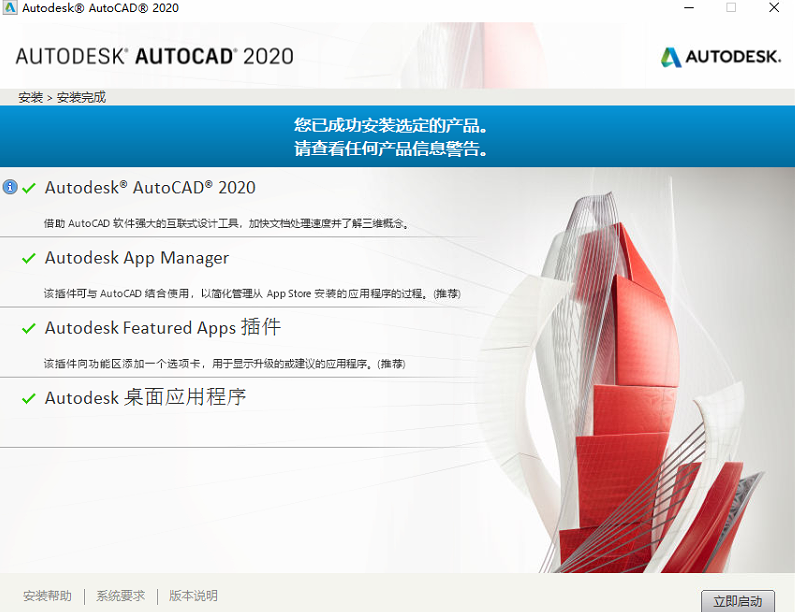 Autodesk® AutoCAD® 2020
AUTODESK® AUTOCAD® 2020
AUTODESK.
安装 > 安装完成
您已成功安装选定的产品。
请查看任何产品信息警告。
Autodesk® AutoCAD® 2020
借助 AutoCAD 软件强大的互联式设计工具，加快文档处理速度并了解三维概念。
Autodesk App Manager
该插件可与 AutoCAD 结合使用，以简化管理从 App Store 安装的应用程序的过程。(推荐)
Autodesk Featured Apps 插件
该插件向功能区添加一个选项卡，用于显示升级的或建议的应用程序。(推荐)
Autodesk 桌面应用程序
安装帮助 | 系统要求 | 版本说明
立即启动